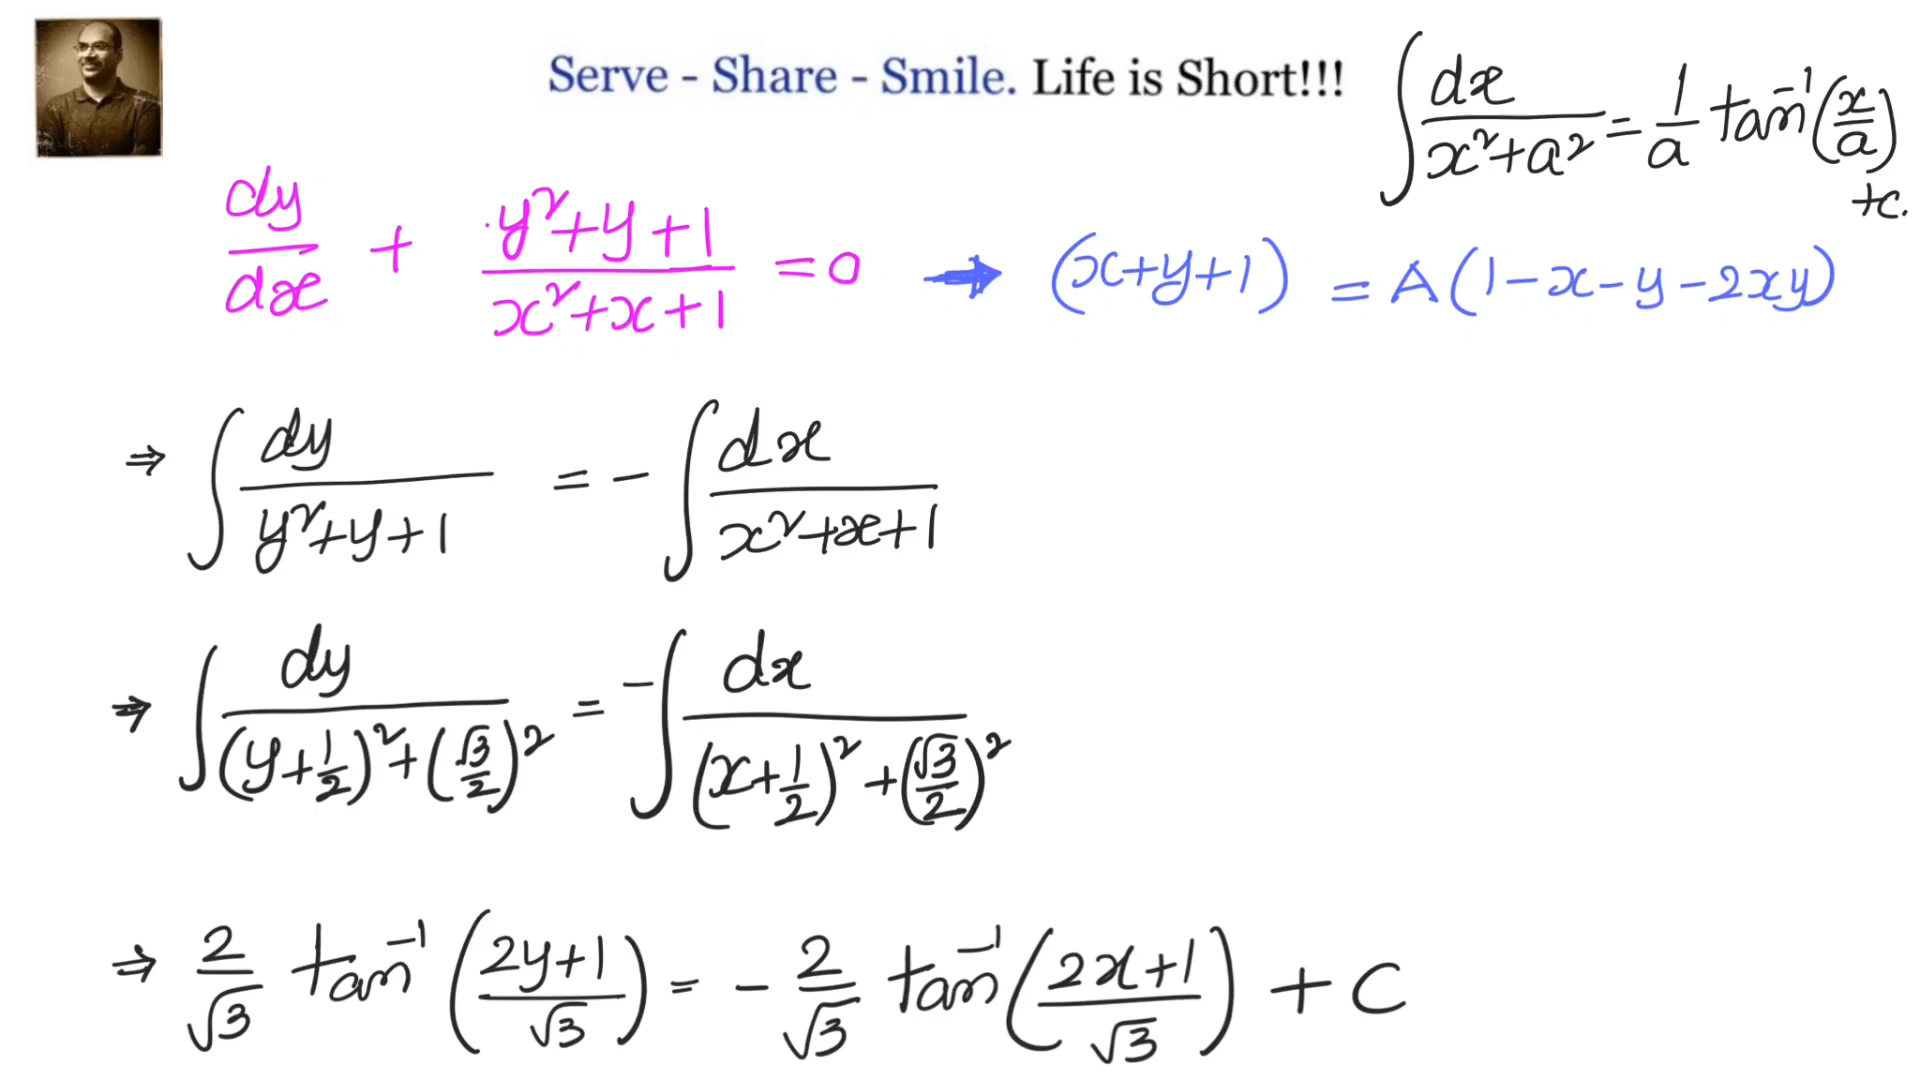 Serve - Share - Smile. Life is Short!!!
∫ dx/(x²+a²) = 1/a tan⁻¹(x/a) +c.
dy/dx + (y²+y+1)/(x²+x+1) = 0 → (x+y+1) = A(1-x-y-2xy)
⇒ ∫ dy/(y²+y+1) = - ∫ dx/(x²+x+1)
⇒ ∫ dy/((y+1/2)²+(√3/2)²) = - ∫ dx/((x+1/2)²+(√3/2)²)
⇒ 2/√3 tan⁻¹((2y+1)/√3) = - 2/√3 tan⁻¹((2x+1)/√3) + C